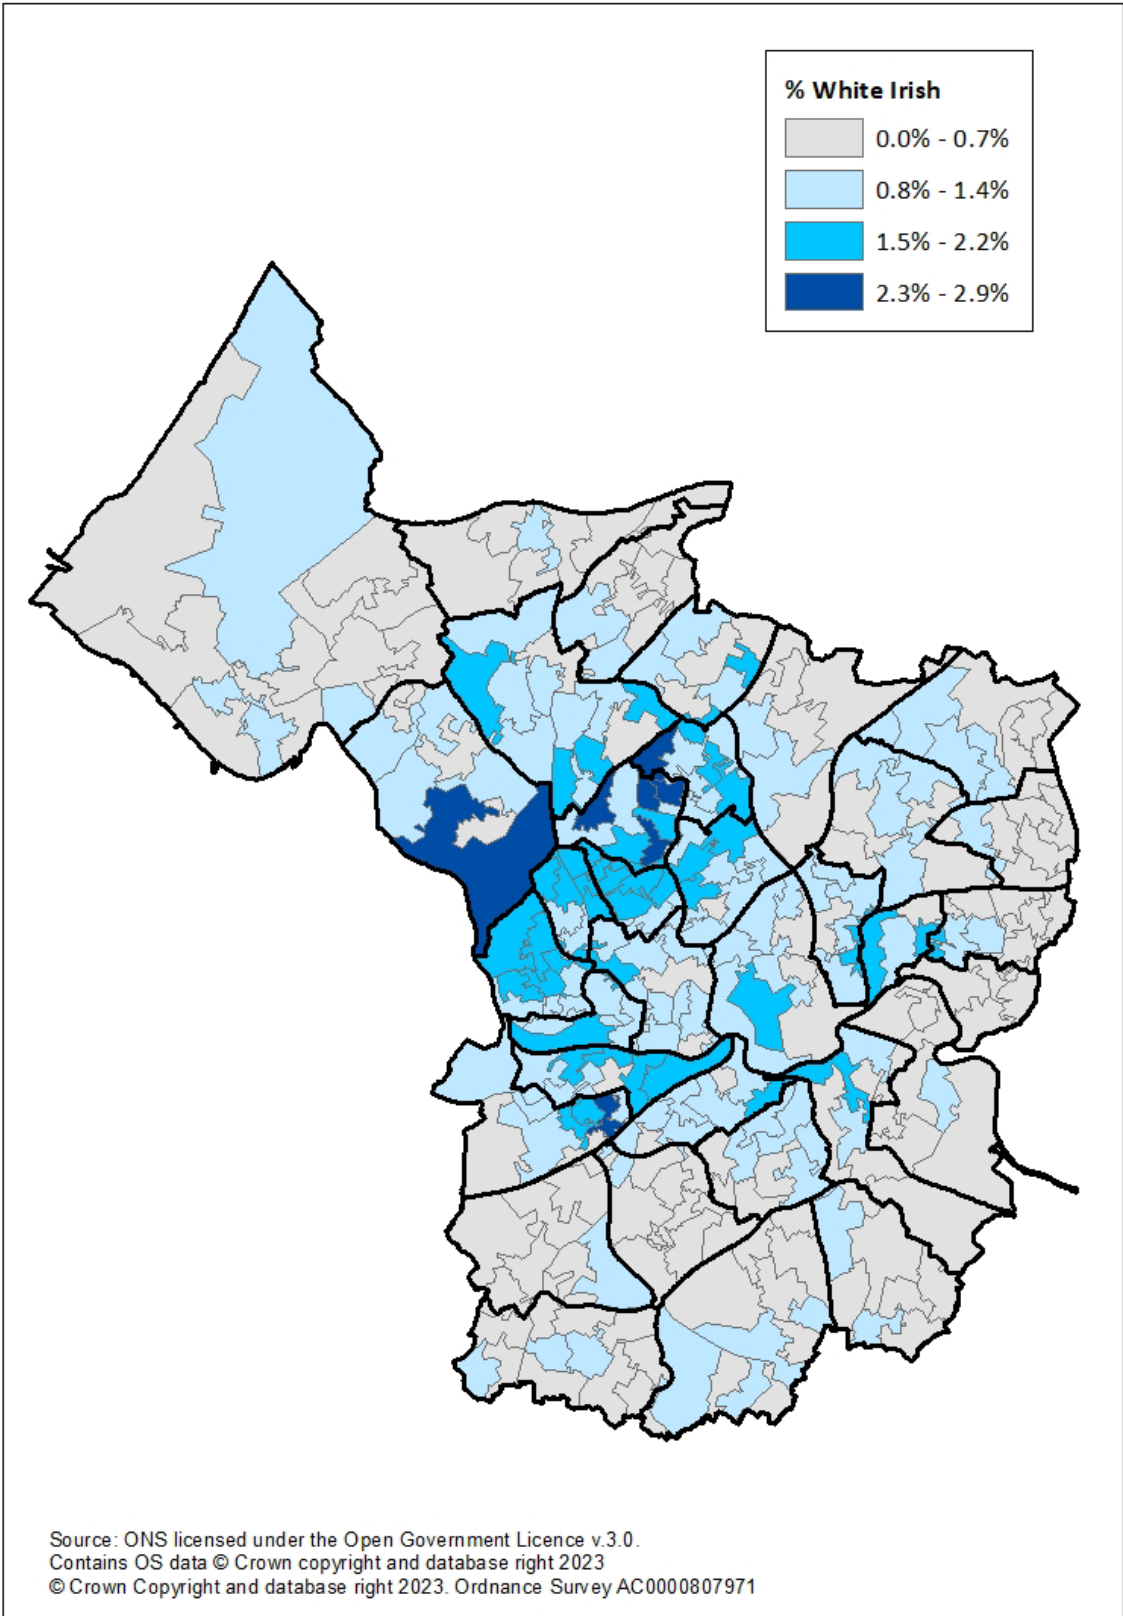 % White Irish
0.0% - 0.7%
0.8% - 1.4%
1.5% - 2.2%
2.3% - 2.9%
Source: ONS licensed under the Open Government Licence v.3.0.
Contains OS data © Crown copyright and database right 2023
© Crown Copyright and database right 2023. Ordnance Survey AC0000807971